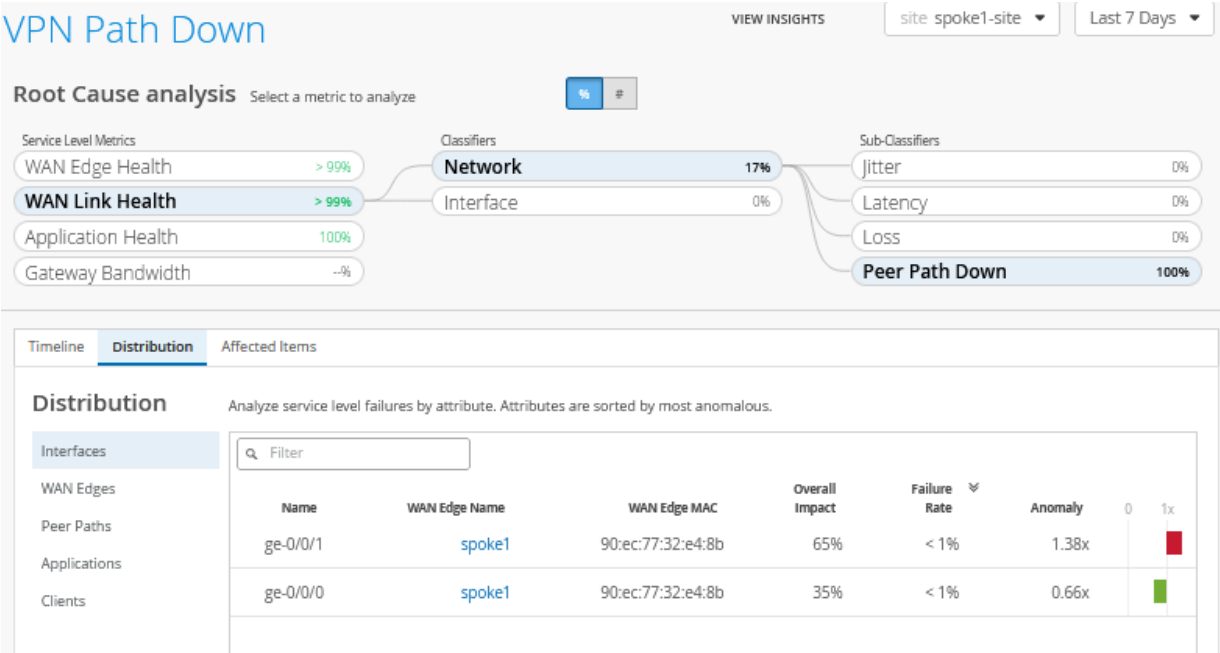 VPN Path Down
VIEW INSIGHTS
site spoke1-site
Last 7 Days
Root Cause analysis Select a metric to analyze
% #
Service Level Metrics
WAN Edge Health > 99%
WAN Link Health > 99%
Application Health 100%
Gateway Bandwidth --%
Classifiers
Network 17%
Interface 0%
Sub-Classifiers
Jitter 0%
Latency 0%
Loss 0%
Peer Path Down 100%
Timeline Distribution Affected Items
Distribution
Analyze service level failures by attribute. Attributes are sorted by most anomalous.
Interfaces
WAN Edges
Peer Paths
Applications
Clients
Filter
Name WAN Edge Name WAN Edge MAC Overall Impact Failure Rate Anomaly 0 1x
ge-0/0/1 spoke1 90:ec:77:32:e4:8b 65% < 1% 1.38x
ge-0/0/0 spoke1 90:ec:77:32:e4:8b 35% < 1% 0.66x